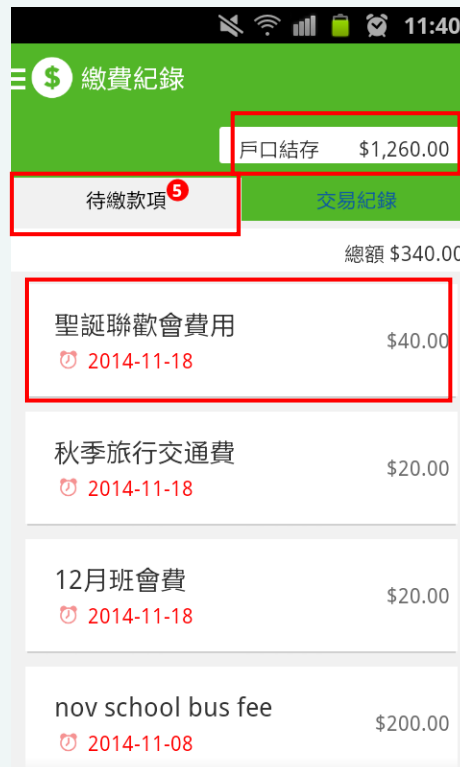 11:40
繳費紀錄
戶口結存 $1,260.00
待繳款項 5 交易紀錄
總額 $340.00
聖誕聯歡會費用
$40.00
2014-11-18
秋季旅行交通費
$20.00
2014-11-18
12月班會費
$20.00
2014-11-18
nov school bus fee
$200.00
2014-11-08